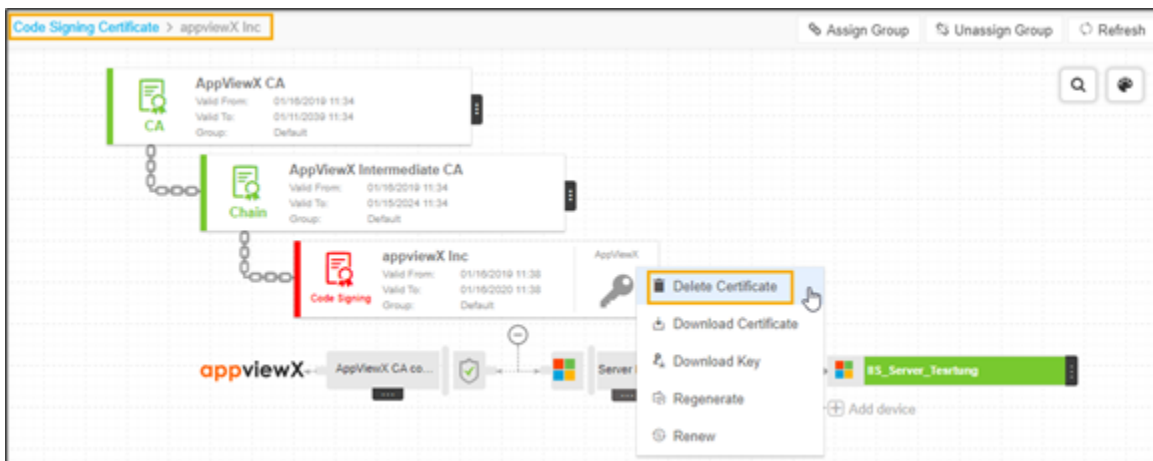 Code Signing Certificate > appviewX Inc
Assign Group
Unassign Group
Refresh
AppViewX CA
Valid From: 01/16/2019 11:34
Valid To: 01/11/2039 11:34
Group: Default
CA
AppViewX Intermediate CA
Valid From: 01/16/2019 11:34
Valid To: 01/15/2024 11:34
Group: Default
Chain
appviewX Inc
Valid From: 01/16/2019 11:38
Valid To: 01/16/2020 11:38
Group: Default
Code Signing
AppViewX
Delete Certificate
Download Certificate
Download Key
Regenerate
Renew
appviewX
AppViewX CA co...
Server
IIS_Server_Teartung
Add device